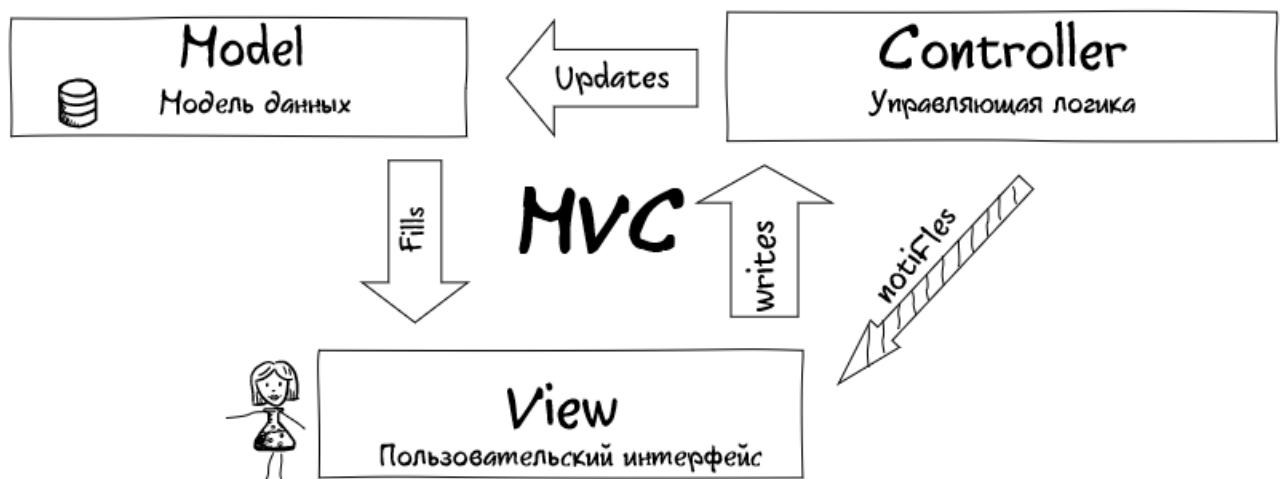 Model
Модель данных
Updates
Controller
Управляющая логика
Fills
MVC
writes
notifies
View
Пользовательский интерфейс